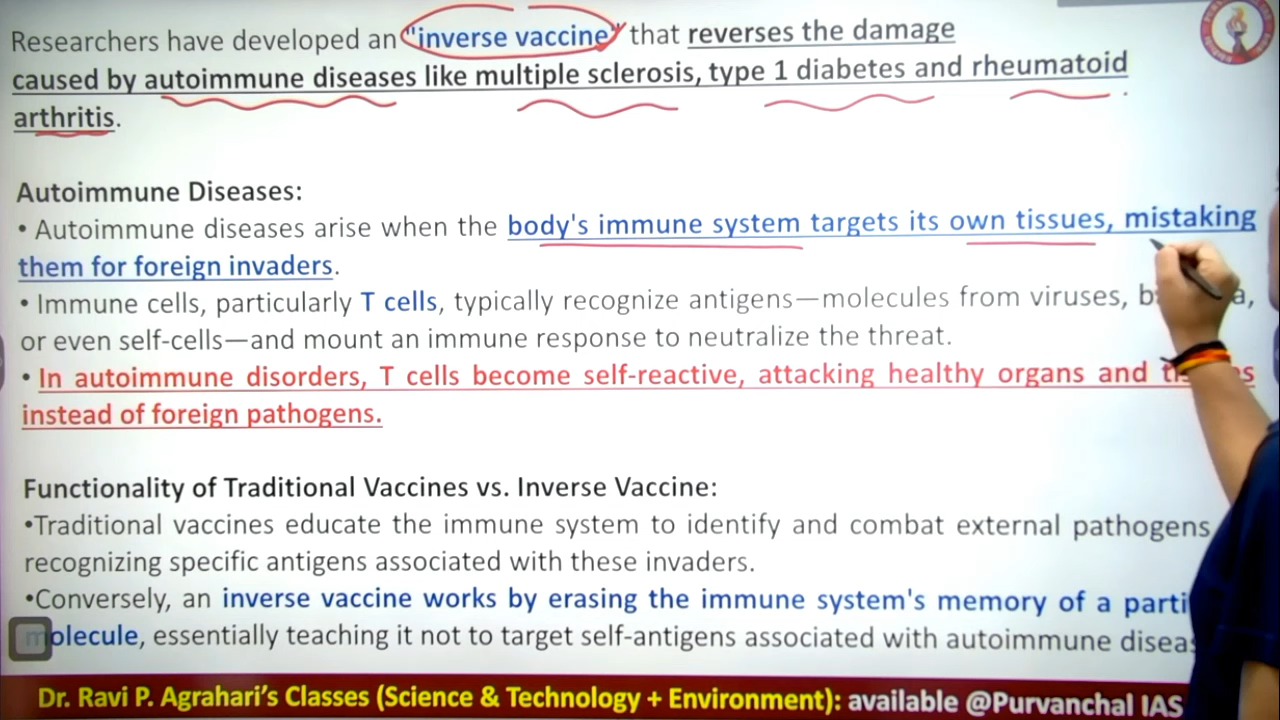 Researchers have developed an "inverse vaccine" that reverses the damage
caused by autoimmune diseases like multiple sclerosis, type 1 diabetes and rheumatoid
arthritis.
Autoimmune Diseases:
• Autoimmune diseases arise when the body's immune system targets its own tissues, mistaking
them for foreign invaders.
• Immune cells, particularly T cells, typically recognize antigens—molecules from viruses,
or even self-cells—and mount an immune response to neutralize the threat.
• In autoimmune disorders, T cells become self-reactive, attacking healthy organs and
instead of foreign pathogens.
Functionality of Traditional Vaccines vs. Inverse Vaccine:
•Traditional vaccines educate the immune system to identify and combat external pathogens
recognizing specific antigens associated with these invaders.
•Conversely, an inverse vaccine works by erasing the immune system's memory of a
molecule, essentially teaching it not to target self-antigens associated with autoimmune
Dr. Ravi P. Agrahari's Classes (Science & Technology + Environment): available @Purvanchal IAS